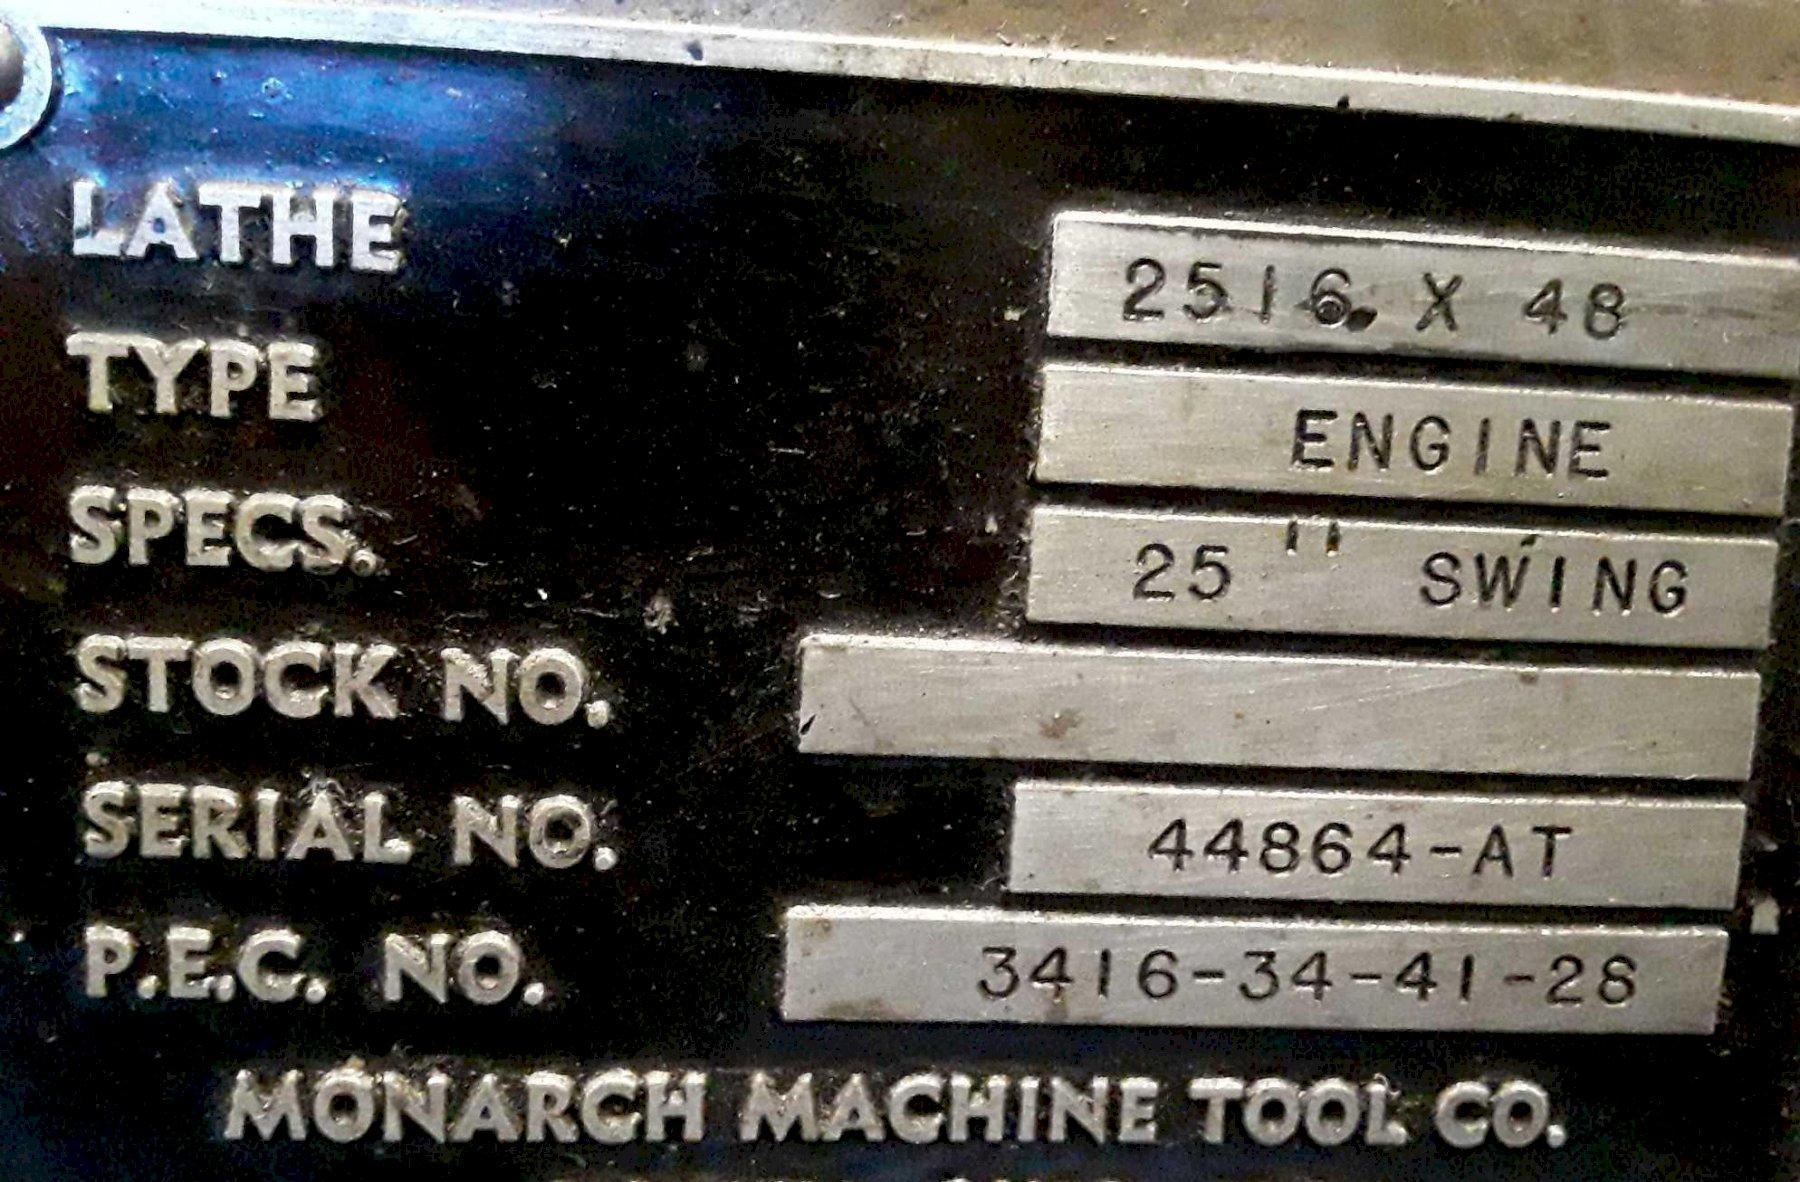 LATHE 2516 X 48
TYPE ENGINE
SPECS. 25" SWING
STOCK NO.
SERIAL NO. 44864-AT
P.E.C. NO. 3416-34-41-28
MONARCH MACHINE TOOL CO.